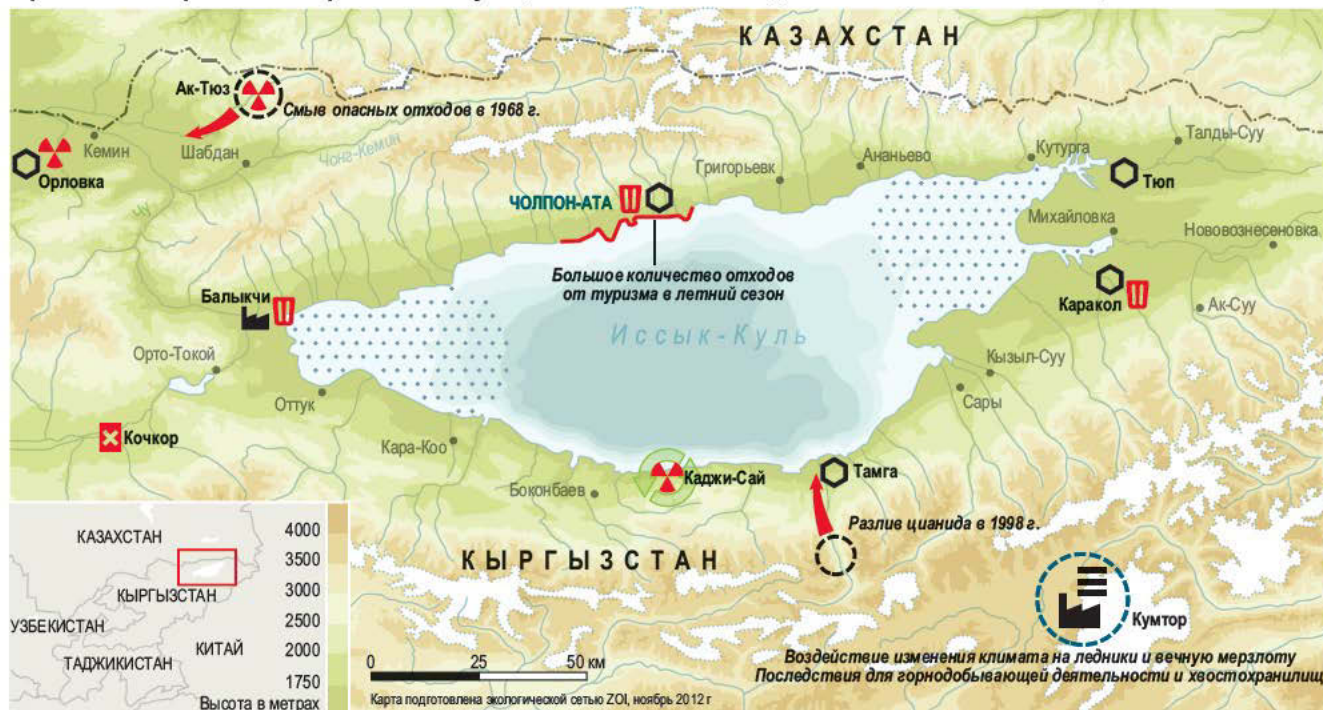 КАЗАХСТАН
Ак-Тюз
Смыв опасных отходов в 1968 г.
Кемин
Шабдан
Чонг-Кемин
Орловка
Чу
Григорьевк
Ананьево
Кутурга
Талды-Суу
Тюп
ЧОЛПОН-АТА
Михайловка
Нововознесеновка
Большое количество отходов
от туризма в летний сезон
Балыкчи
Каракол
Ак-Суу
Иссык-Куль
Орто-Токой
Кызыл-Суу
Оттук
Сары
Кочкор
Кара-Коо
Каджи-Сай
Тамга
Боконбаев
Разлив цианида в 1998 г.
КЫРГЫЗСТАН
Кумтор
Воздействие изменения климата на ледники и вечную мерзлоту
Последствия для горнодобывающей деятельности и хвостохранилищ
КАЗАХСТАН
КЫРГЫЗСТАН
УЗБЕКИСТАН
КИТАЙ
ТАДЖИКИСТАН
4000
3500
3000
2500
2000
1750
Высота в метрах
0 25 50 км
Карта подготовлена экологической сетью ZOI, ноябрь 2012 г